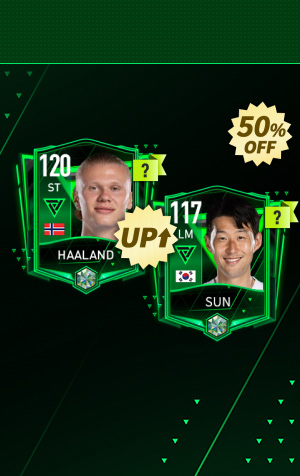 50%
OFF
120
ST
?
HAALAND
UP
117
LM
?
SUN